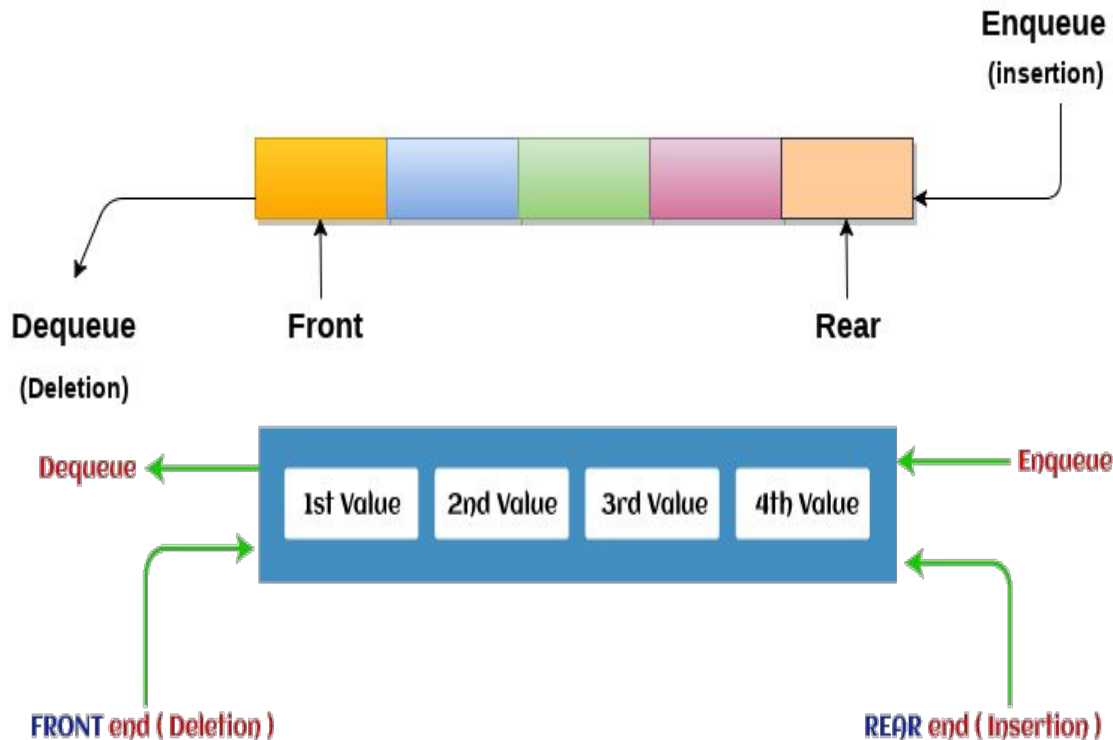 Enqueue
(insertion)
Dequeue
(Deletion)
Front
Rear
Dequeue
Enqueue
1st Value
2nd Value
3rd Value
4th Value
FRONT end ( Deletion )
REAR end ( Insertion )